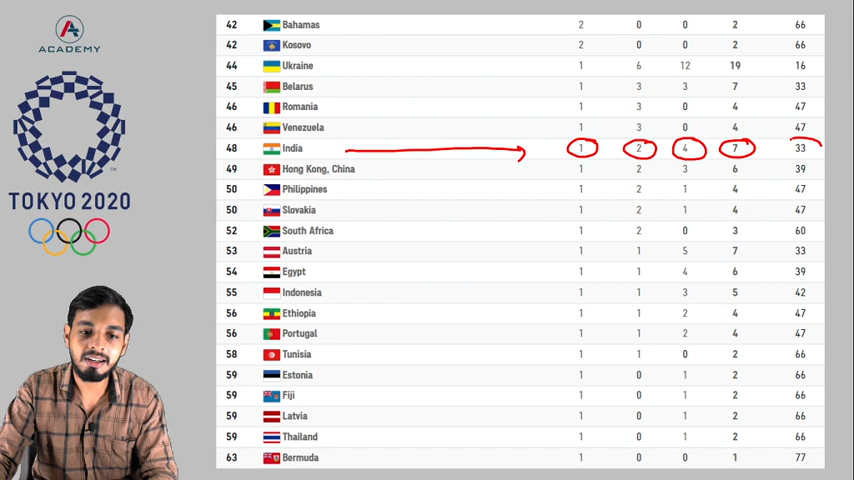 ACADEMY
TOKYO 2020
42 Bahamas 2 0 0 2 66
42 Kosovo 2 0 0 2 66
44 Ukraine 1 6 12 19 16
45 Belarus 1 3 3 7 33
46 Romania 1 3 0 4 47
46 Venezuela 1 3 0 4 47
48 India 1 2 4 7 33
49 Hong Kong, China 1 2 3 6 39
50 Philippines 1 2 1 4 47
50 Slovakia 1 2 1 4 47
52 South Africa 1 2 0 3 60
53 Austria 1 1 5 7 33
54 Egypt 1 1 4 6 39
55 Indonesia 1 1 3 5 42
56 Ethiopia 1 1 2 4 47
56 Portugal 1 1 2 4 47
58 Tunisia 1 1 0 2 66
59 Estonia 1 0 1 2 66
59 Fiji 1 0 1 2 66
59 Latvia 1 0 1 2 66
59 Thailand 1 0 1 2 66
63 Bermuda 1 0 0 1 77